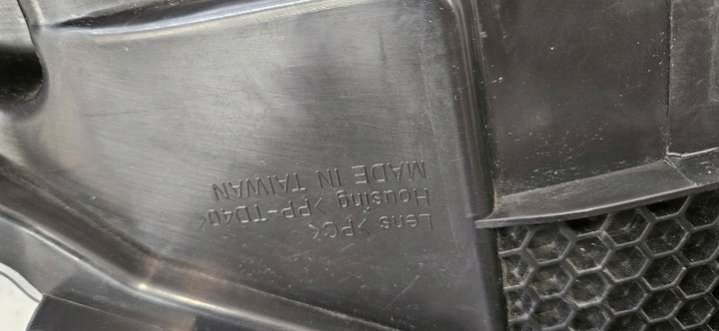 Lens >PC<
Housing >PP-TD40<
MADE IN TAIWAN